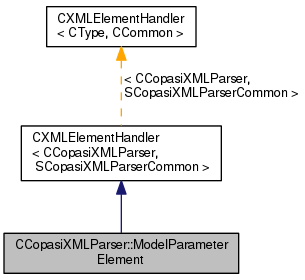 CXMLElementHandler
< CType, CCommon >
< CCopasiXMLParser,
SCopasiXMLParserCommon >
CXMLElementHandler
< CCopasiXMLParser,
SCopasiXMLParserCommon >
CCopasiXMLParser::ModelParameter
Element